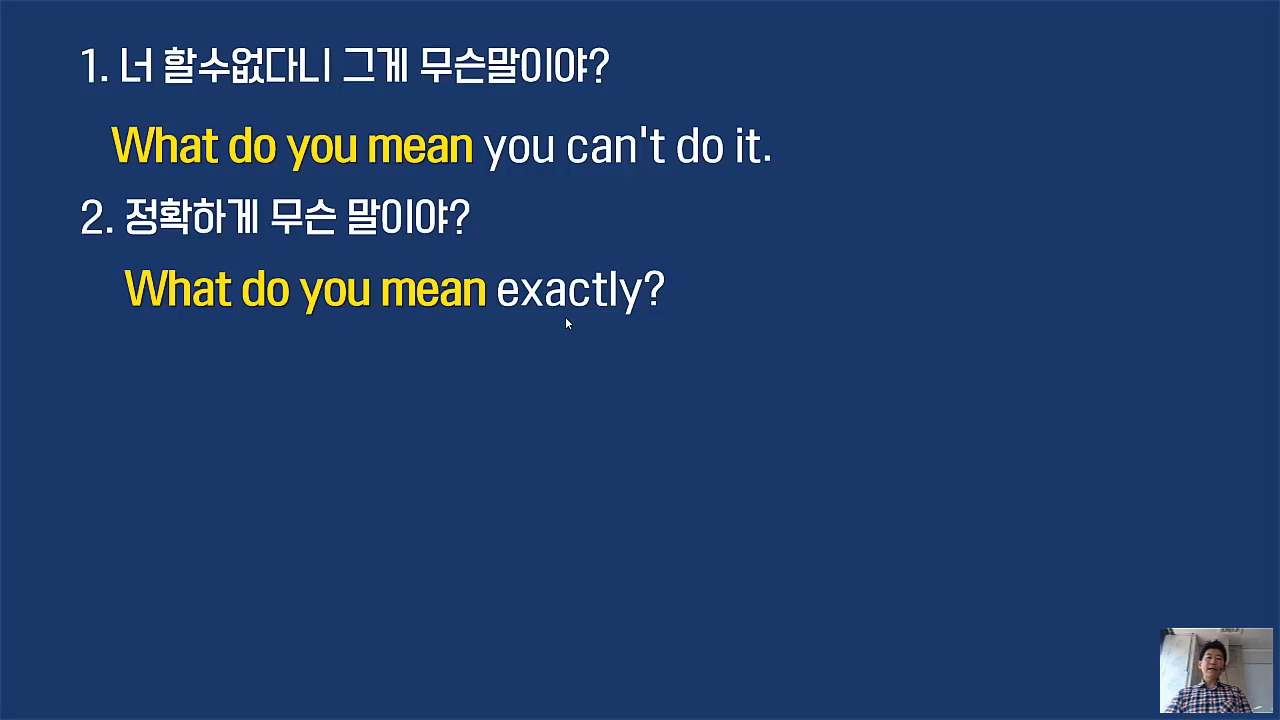 1. 너 할수없다니 그게 무슨말이야?
What do you mean you can't do it.
2. 정확하게 무슨 말이야?
What do you mean exactly?